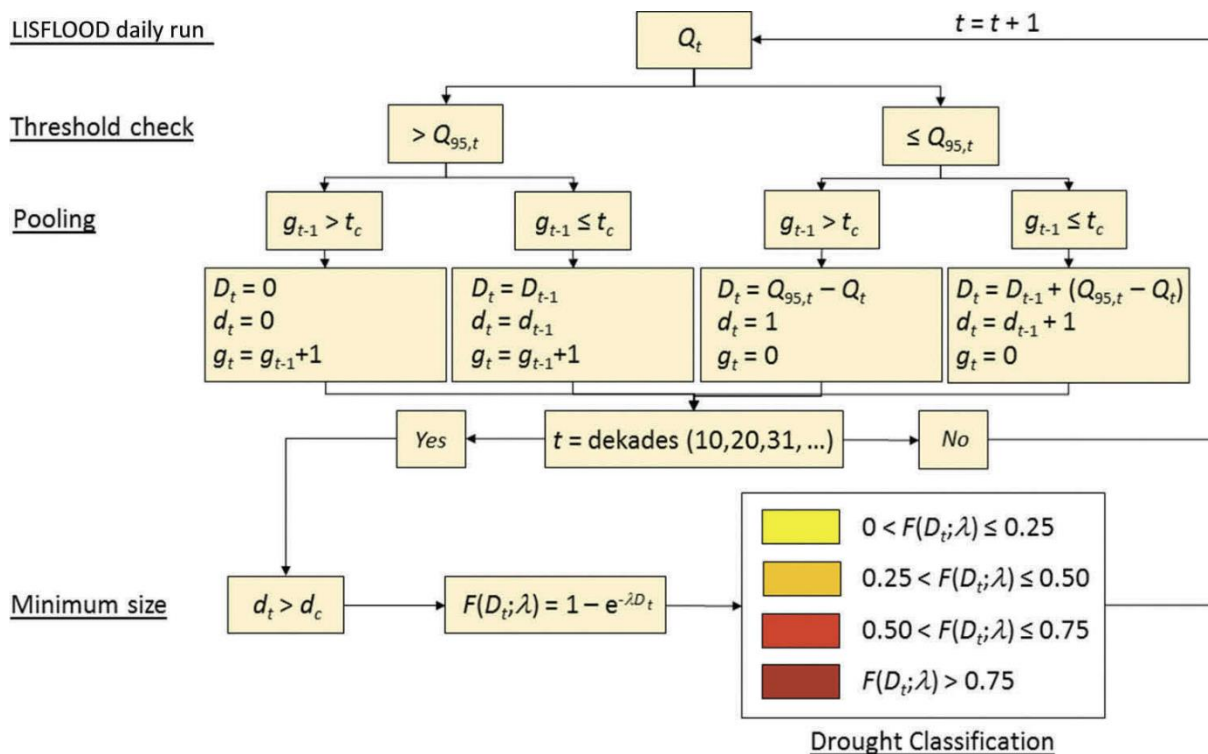 LISFLOOD daily run
Q_t
t = t + 1
Threshold check
> Q_95,t
≤ Q_95,t
Pooling
g_t-1 > t_c
g_t-1 ≤ t_c
g_t-1 > t_c
g_t-1 ≤ t_c
D_t = 0
d_t = 0
g_t = g_t-1+1
D_t = D_t-1
d_t = d_t-1
g_t = g_t-1+1
D_t = Q_95,t − Q_t
d_t = 1
g_t = 0
D_t = D_t-1 + (Q_95,t − Q_t)
d_t = d_t-1 + 1
g_t = 0
Yes
t = dekades (10,20,31, ...)
No
Minimum size
d_t > d_c
F(D_t;λ) = 1 − e^-λD_t
0 < F(D_t;λ) ≤ 0.25
0.25 < F(D_t;λ) ≤ 0.50
0.50 < F(D_t;λ) ≤ 0.75
F(D_t;λ) > 0.75
Drought Classification